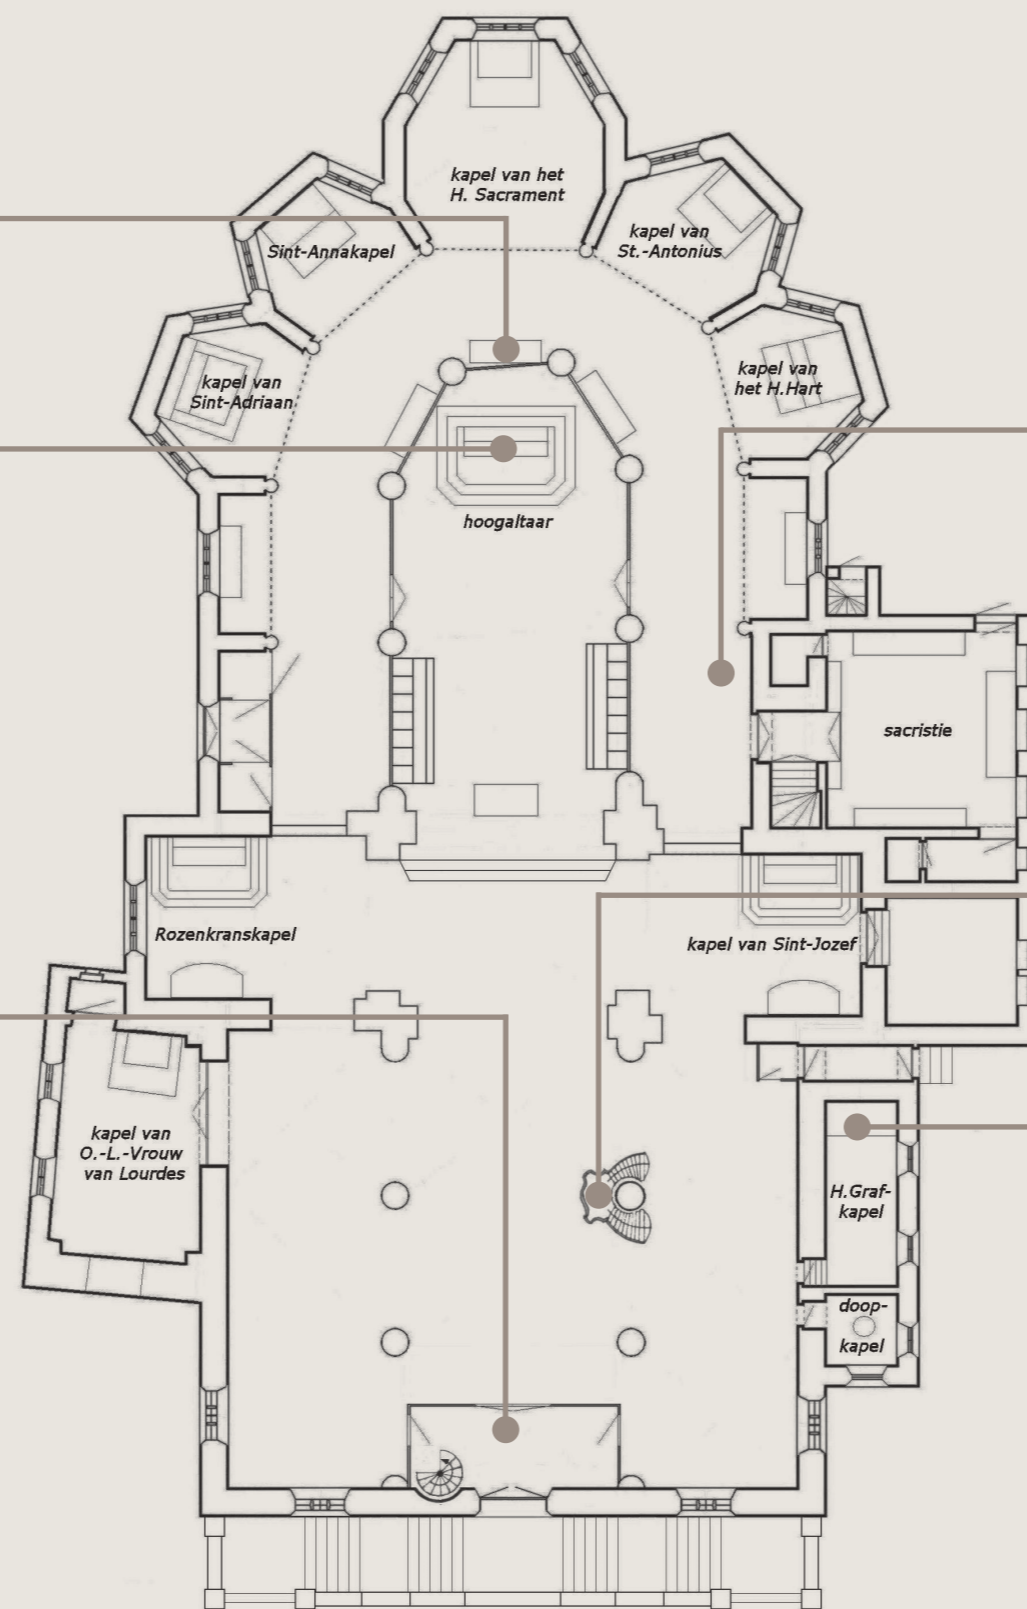 kapel van het
H. Sacrament
kapel van
St.-Antonius
Sint-Annakapel
kapel van
Sint-Adriaan
kapel van
het H.Hart
hoogaltaar
sacristie
Rozenkranskapel
kapel van Sint-Jozef
kapel van
O.-L.-Vrouw
van Lourdes
H.Graf-
kapel
doop-
kapel